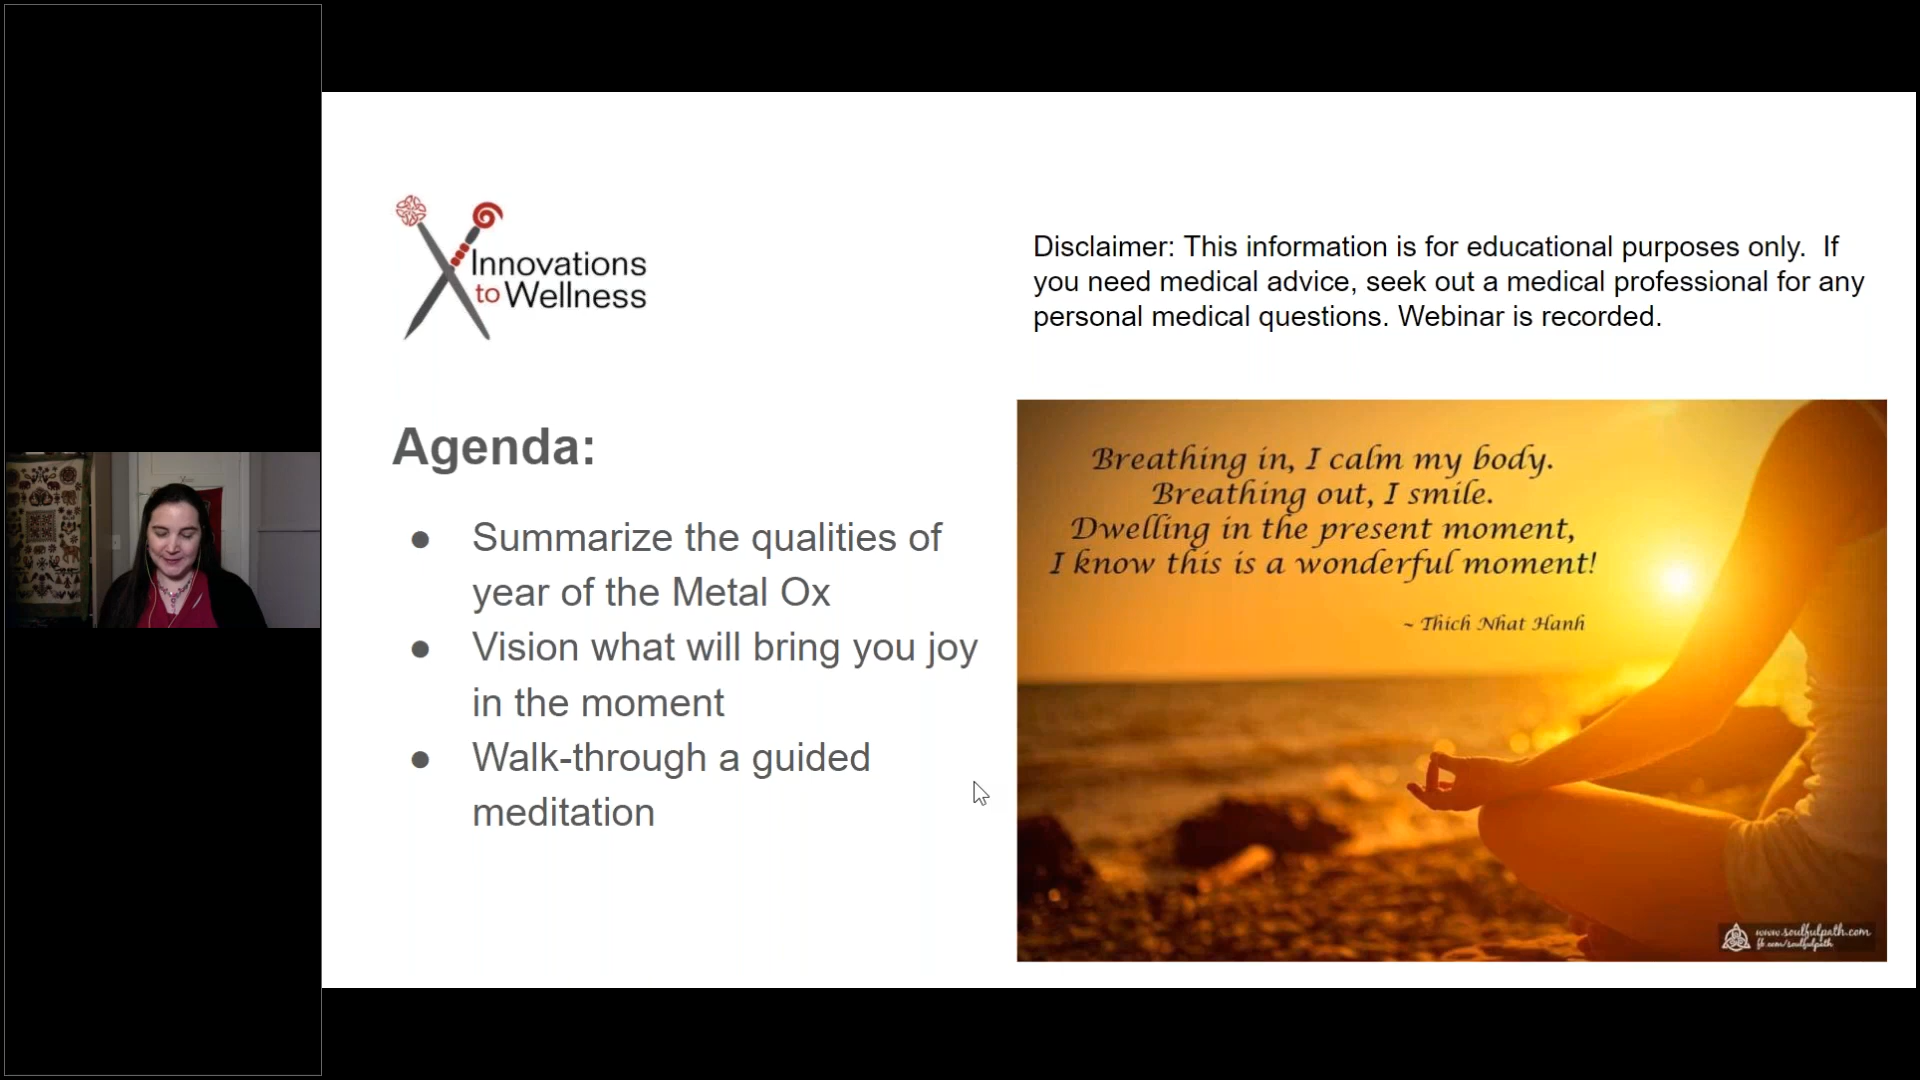 Innovations
to Wellness
Disclaimer: This information is for educational purposes only.  If
you need medical advice, seek out a medical professional for any
personal medical questions. Webinar is recorded.
Agenda:
● Summarize the qualities of
year of the Metal Ox
● Vision what will bring you joy
in the moment
● Walk-through a guided
meditation
Breathing in, I calm my body.
Breathing out, I smile.
Dwelling in the present moment,
I know this is a wonderful moment!
~ Thich Nhat Hanh
www.soulfulpath.com
fb.com/soulfulpath